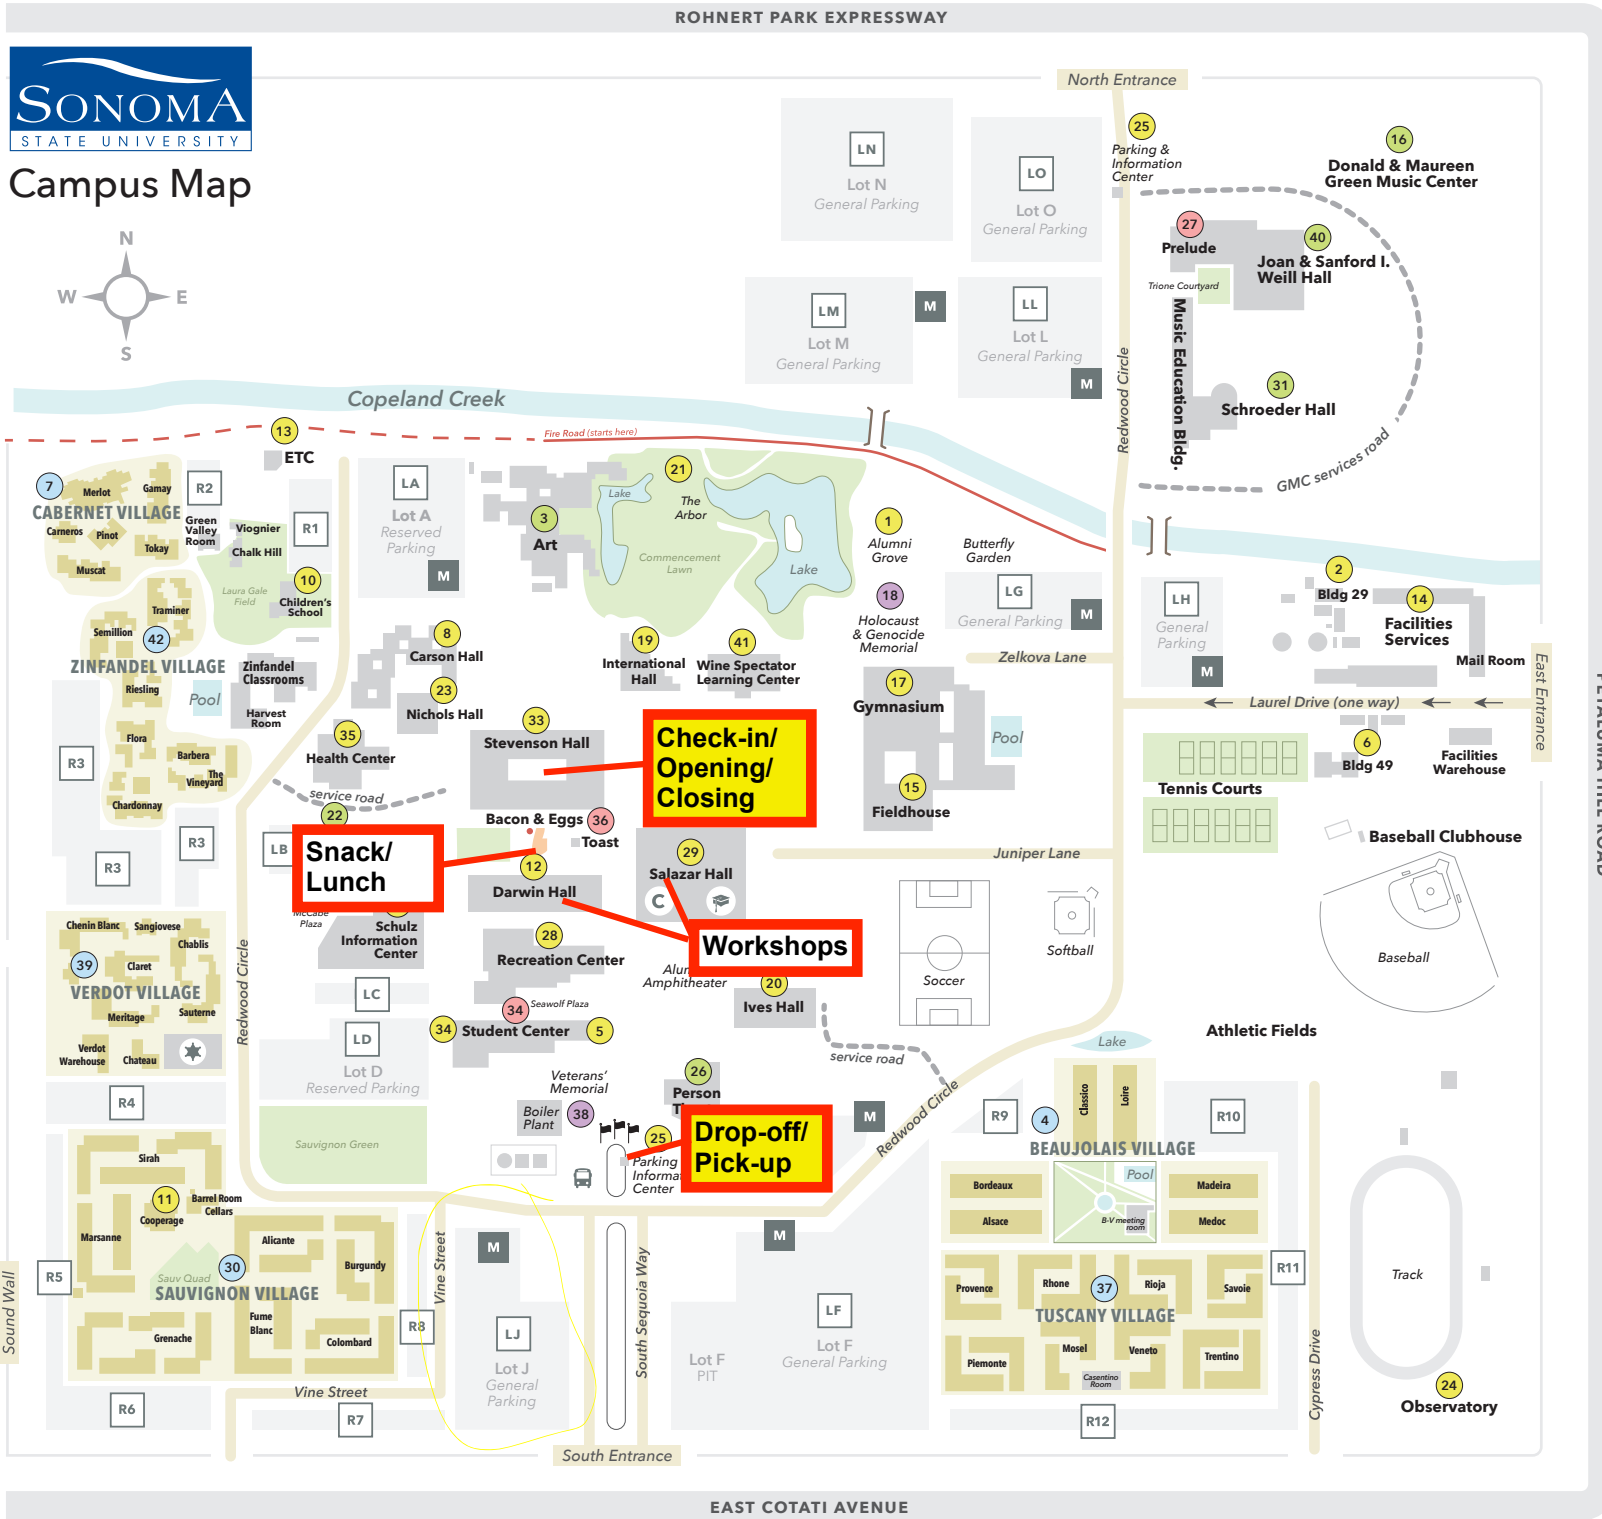 ROHNERT PARK EXPRESSWAY
SONOMA
STATE UNIVERSITY
Campus Map
N
W
E
S
North Entrance
25
Parking &
Information
Center
16
Donald & Maureen
Green Music Center
LN
Lot N
General Parking
LO
Lot O
General Parking
27
Prelude
40
Joan & Sanford I.
Weill Hall
Trione Courtyard
LM
Lot M
General Parking
M
LL
Lot L
General Parking
M
Redwood Circle
Music Education Bldg.
31
Schroeder Hall
GMC services road
Copeland Creek
Fire Road (starts here)
13
ETC
7
Merlot
Gamay
CABERNET VILLAGE
Carneros
Pinot
Tokay
Muscat
R2
Green
Valley
Room
Viognier
Chalk Hill
R1
Laura Gale
Field
10
Children's
School
LA
Lot A
Reserved
Parking
M
3
Art
Lake
21
The
Arbor
Commencement
Lawn
Lake
1
Alumni
Grove
18
Holocaust
& Genocide
Memorial
Butterfly
Garden
LG
General Parking
M
LH
General
Parking
M
2
Bldg 29
14
Facilities
Services
Mail Room
East Entrance
PETALUMA HILL ROAD
Traminer
Semillion
42
ZINFANDEL VILLAGE
Riesling
Pool
Zinfandel
Classrooms
Harvest
Room
8
Carson Hall
23
Nichols Hall
19
International
Hall
41
Wine Spectator
Learning Center
Zelkova Lane
17
Gymnasium
Pool
15
Fieldhouse
Laurel Drive (one way)
6
Bldg 49
Facilities
Warehouse
Tennis Courts
Baseball Clubhouse
R3
Flora
Barbera
The
Vineyard
Chardonnay
35
Health Center
service road
33
Stevenson Hall
Check-in/
Opening/
Closing
22
R3
R3
LB
Snack/
Lunch
Bacon & Eggs
36
Toast
12
Darwin Hall
29
Salazar Hall
C
Juniper Lane
McCabe
Plaza
Schulz
Information
Center
Workshops
28
Recreation Center
Amphitheater
20
Ives Hall
Soccer
Softball
Baseball
Chenin Blanc
Sangiovese
Chablis
39
Claret
VERDOT VILLAGE
Meritage
Sauterne
Verdot
Warehouse
Chateau
Redwood Circle
LC
LD
Lot D
Reserved Parking
34
Seawolf Plaza
34
Student Center
5
service road
Lake
Athletic Fields
R4
Veterans'
Memorial
Boiler
Plant
38
26
Person
Drop-off/
Pick-up
25
Parking
Center
M
Redwood Circle
R9
4
Classico
Loire
R10
BEAUJOLAIS VILLAGE
Sauvignon Green
Sirah
11
Cooperage
Barrel Room
Cellars
Marsanne
Alicante
Burgundy
Sauv Quad
30
SAUVIGNON VILLAGE
Fume
Blanc
Grenache
Colombard
R5
Sound Wall
R8
Vine Street
M
LJ
Lot J
General
Parking
South Sequoia Way
M
LF
Lot F
General Parking
Lot F
PIT
Bordeaux
Alsace
Pool
B-V meeting
room
Madeira
Medoc
R11
Provence
Rhone
37
Rioja
Savoie
TUSCANY VILLAGE
Mosel
Veneto
Piemonte
Casentino
Room
Trentino
Track
Cypress Drive
24
Observatory
R6
Vine Street
R7
R12
South Entrance
EAST COTATI AVENUE